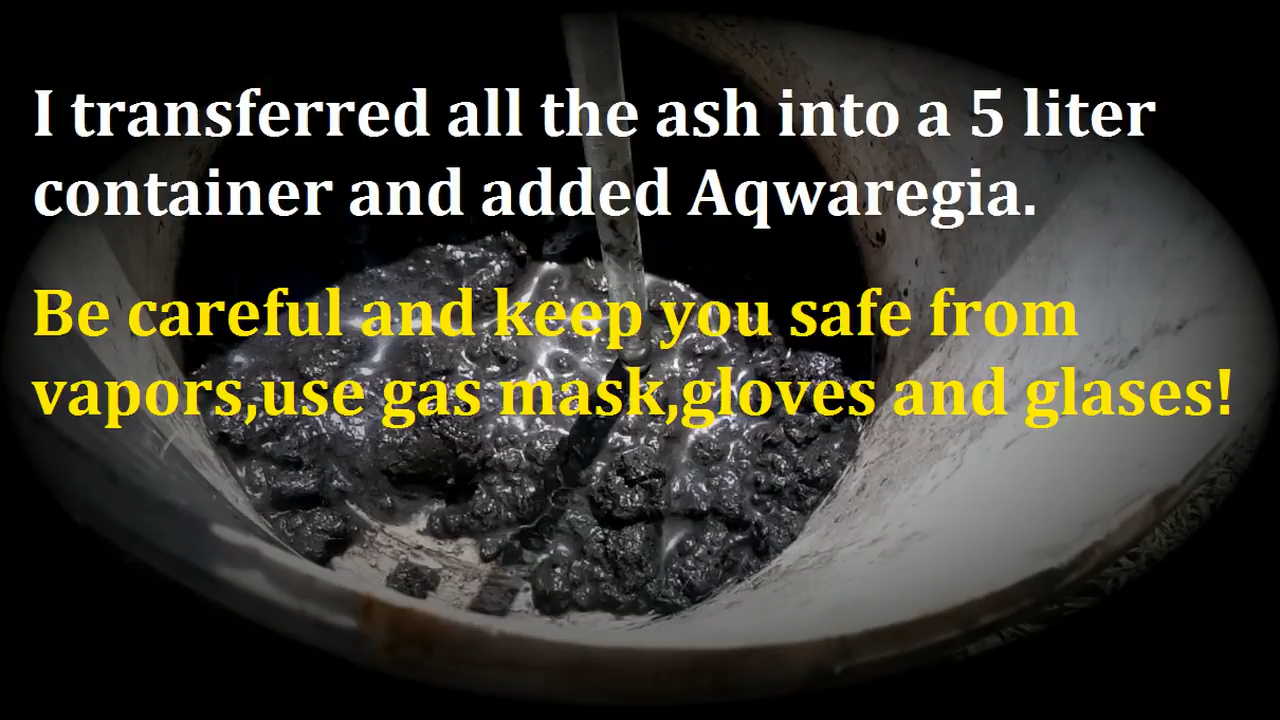 I transferred all the ash into a 5 liter
container and added Aqwaregia.
Be careful and keep you safe from
vapors,use gas mask,gloves and glases!